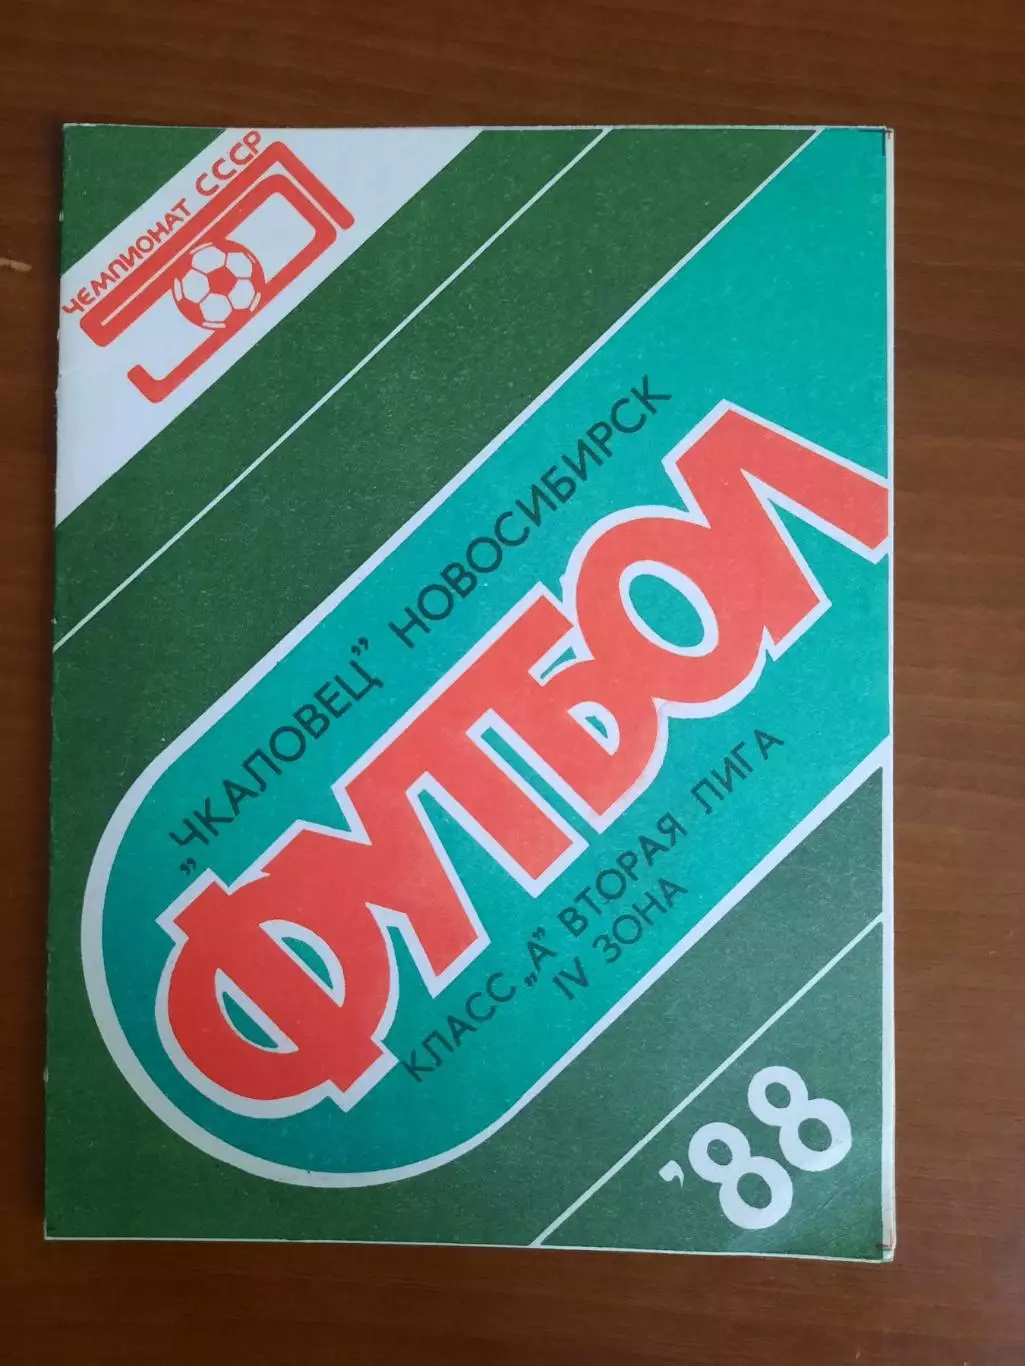 ЧЕМПИОНАТ СССР
„ЧКАЛОВЕЦ” НОВОСИБИРСК
ФУТБОЛ
КЛАСС „А” ВТОРАЯ ЛИГА
IV ЗОНА
’88